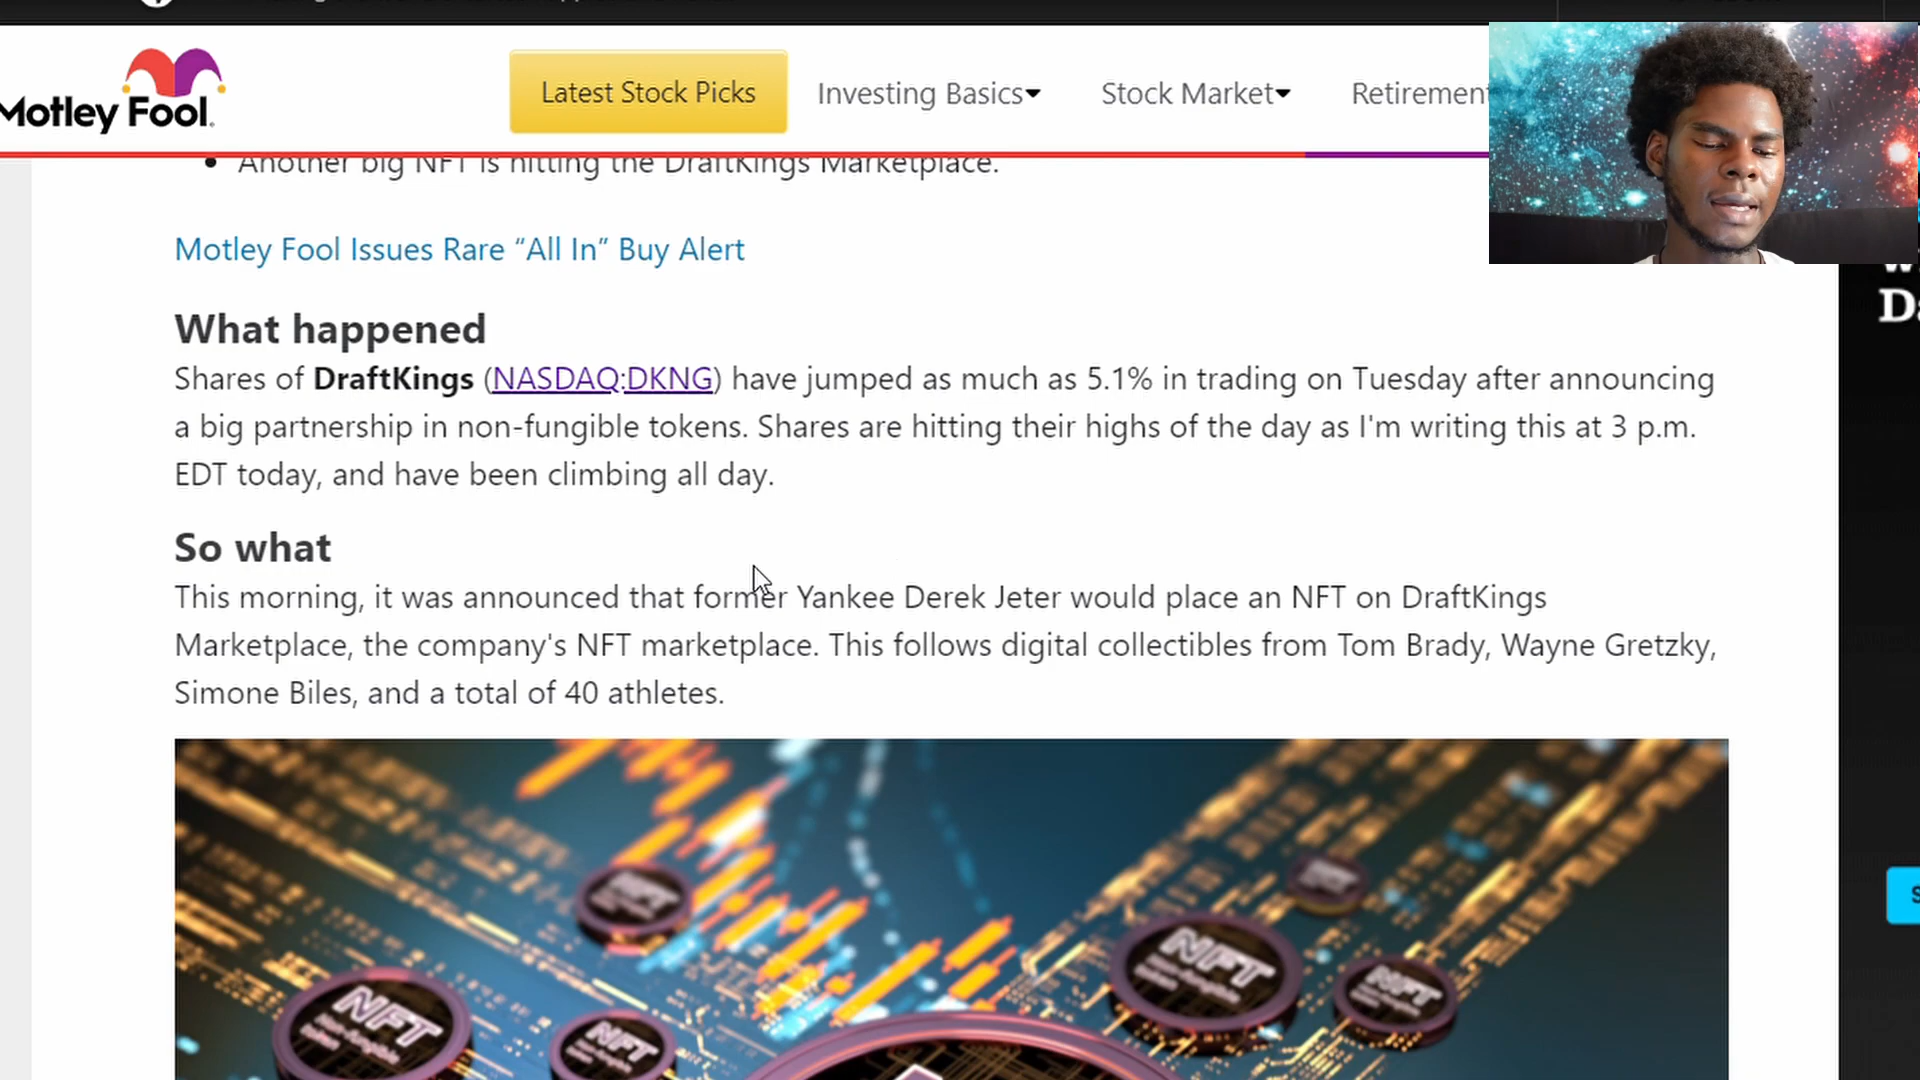 Motley Fool
Latest Stock Picks
Investing Basics
Stock Market
Retirement
Another big NFT is hitting the DraftKings Marketplace.
Motley Fool Issues Rare “All In” Buy Alert
What happened
Shares of DraftKings (NASDAQ:DKNG) have jumped as much as 5.1% in trading on Tuesday after announcing
a big partnership in non-fungible tokens. Shares are hitting their highs of the day as I'm writing this at 3 p.m.
EDT today, and have been climbing all day.
So what
This morning, it was announced that former Yankee Derek Jeter would place an NFT on DraftKings
Marketplace, the company's NFT marketplace. This follows digital collectibles from Tom Brady, Wayne Gretzky,
Simone Biles, and a total of 40 athletes.
NFT
NFT
NFT
NFT
NFT
NFT